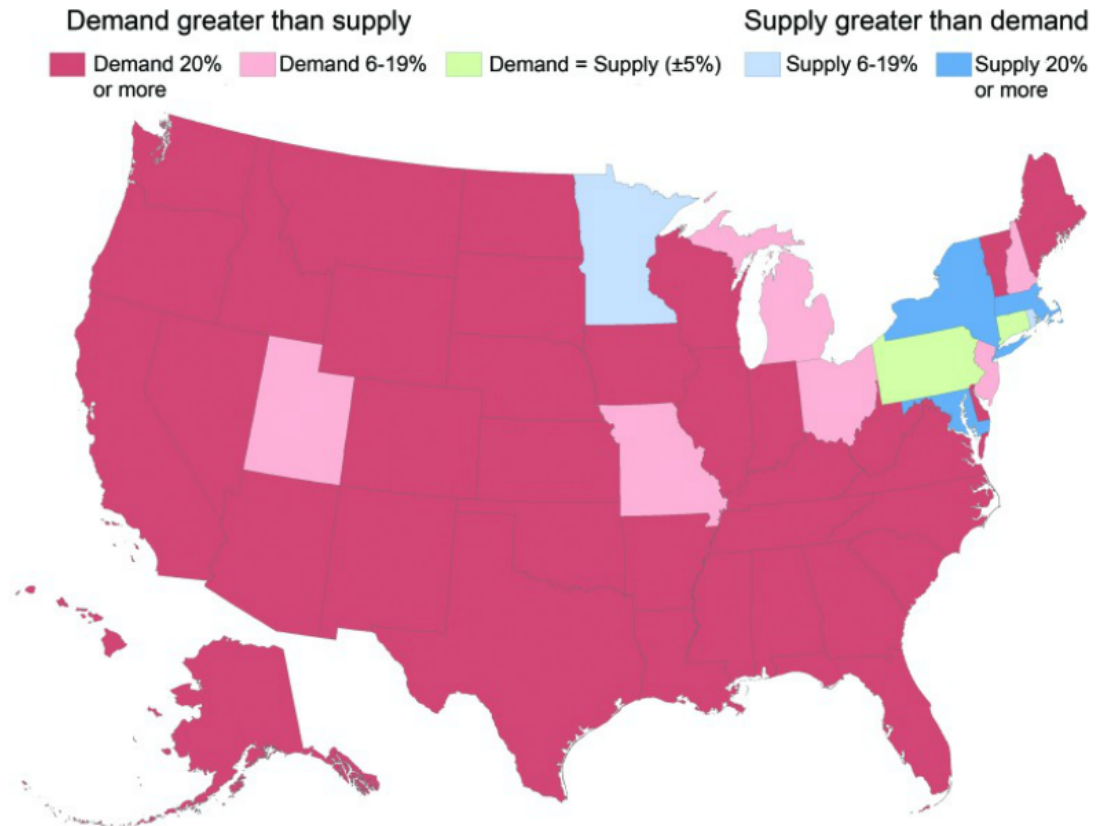 Demand greater than supply
Supply greater than demand
Demand 20%
or more
Demand 6-19%
Demand = Supply (±5%)
Supply 6-19%
Supply 20%
or more